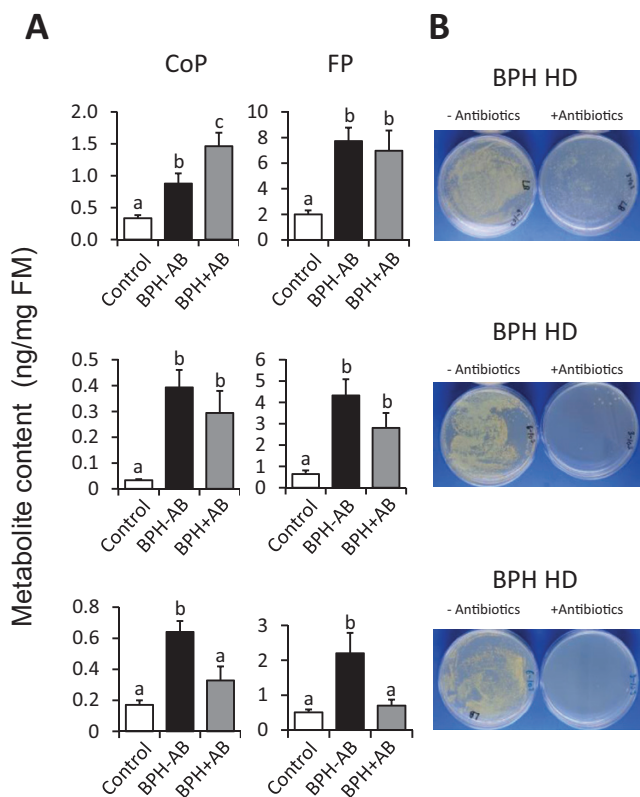 A
B
CoP
FP
Metabolite content (ng/mg FM)
2.0
1.5
1.0
0.5
0.0
a
b
c
Control
BPH-AB
BPH+AB
10
8
6
4
2
0
a
b
b
Control
BPH-AB
BPH+AB
0.5
0.4
0.3
0.2
0.1
0
a
b
b
Control
BPH-AB
BPH+AB
6
5
4
3
2
1
0
a
b
b
Control
BPH-AB
BPH+AB
0.8
0.6
0.4
0.2
0
a
b
a
Control
BPH-AB
BPH+AB
3
2
1
0
a
b
a
Control
BPH-AB
BPH+AB
BPH HD
- Antibiotics +Antibiotics
LB
LB
BPH HD
- Antibiotics +Antibiotics
BPH HD
- Antibiotics +Antibiotics
LB